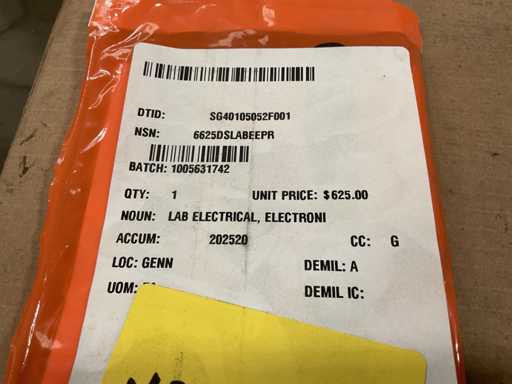 DTID: SG40105052F001
NSN: 6625DSLABEEPR
BATCH: 1005631742
QTY: 1 UNIT PRICE: $625.00
NOUN: LAB ELECTRICAL, ELECTRONI
ACCUM: 202520 CC: G
LOC: GENN DEMIL: A
UOM: DEMIL IC: